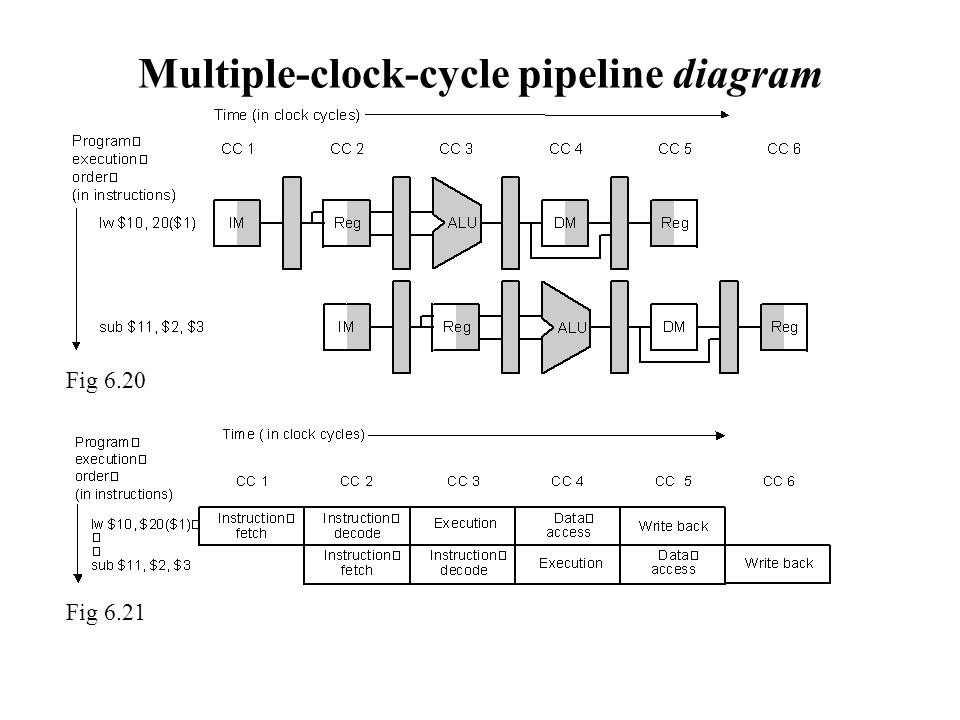 Multiple-clock-cycle pipeline diagram
Time (in clock cycles)
Program□
execution□
order□
(in instructions)
CC 1 CC 2 CC 3 CC 4 CC 5 CC 6
lw $10, 20($1) IM Reg ALU DM Reg
sub $11, $2, $3 IM Reg ALU DM Reg
Fig 6.20
Time ( in clock cycles)
Program□
execution□
order□
(in instructions)
CC 1 CC 2 CC 3 CC 4 CC 5 CC 6
lw $10, $20($1)□
□
□
sub $11, $2, $3
Instruction□
fetch
Instruction□
decode
Execution
Data□
access
Write back
Instruction□
fetch
Instruction□
decode
Execution
Data□
access
Write back
Fig 6.21